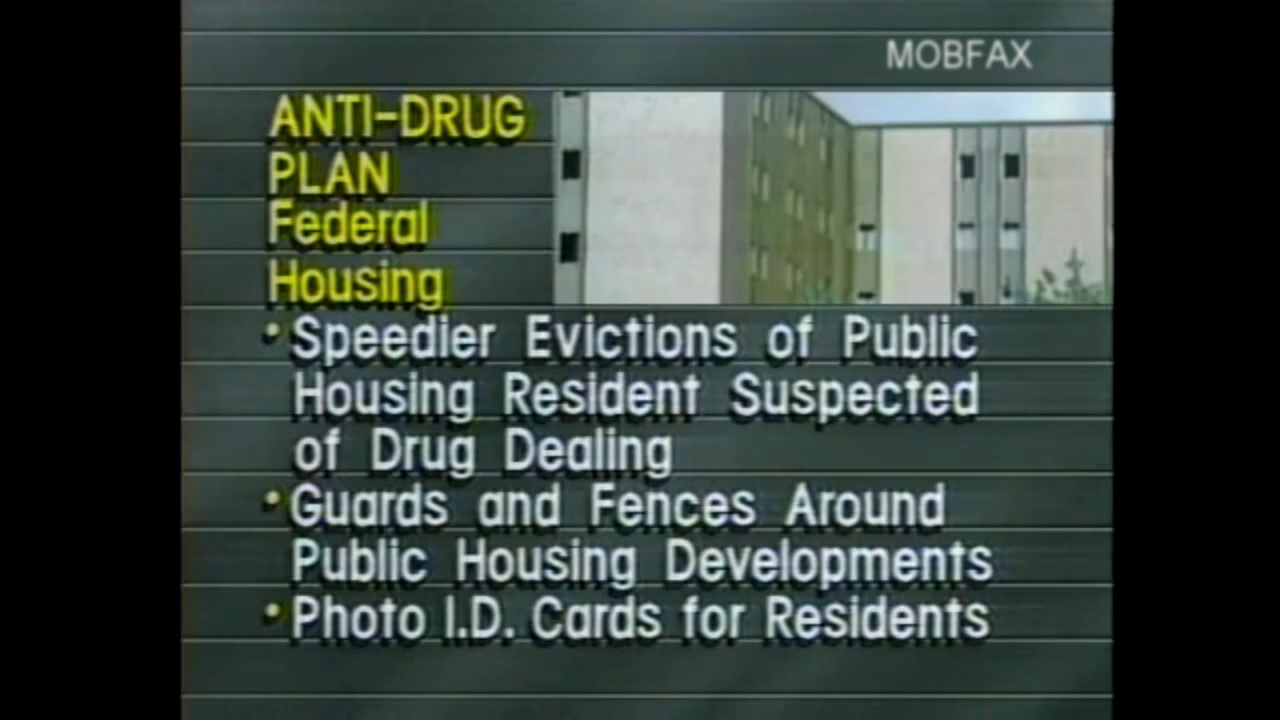 MOBFAX
ANTI-DRUG
PLAN
Federal
Housing
• Speedier Evictions of Public
Housing Resident Suspected
of Drug Dealing
• Guards and Fences Around
Public Housing Developments
• Photo I.D. Cards for Residents